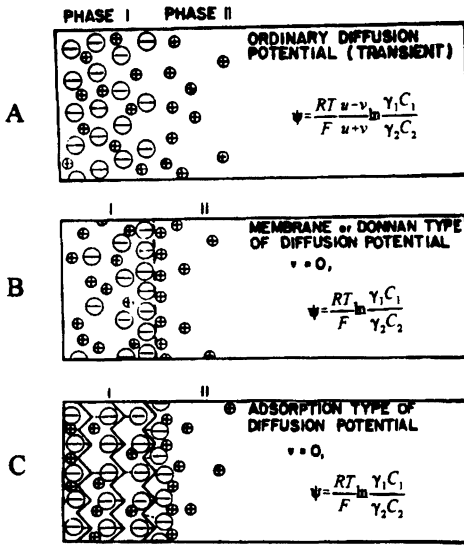 PHASE I PHASE II
A
ORDINARY DIFFUSION
POTENTIAL (TRANSIENT)
ψ = RT/F u-v/u+v ln γ₁C₁/γ₂C₂
I II
B
MEMBRANE or DONNAN TYPE
OF DIFFUSION POTENTIAL
v = 0,
ψ = RT/F ln γ₁C₁/γ₂C₂
I II
C
ADSORPTION TYPE OF
DIFFUSION POTENTIAL
v = 0,
ψ = RT/F ln γ₁C₁/γ₂C₂